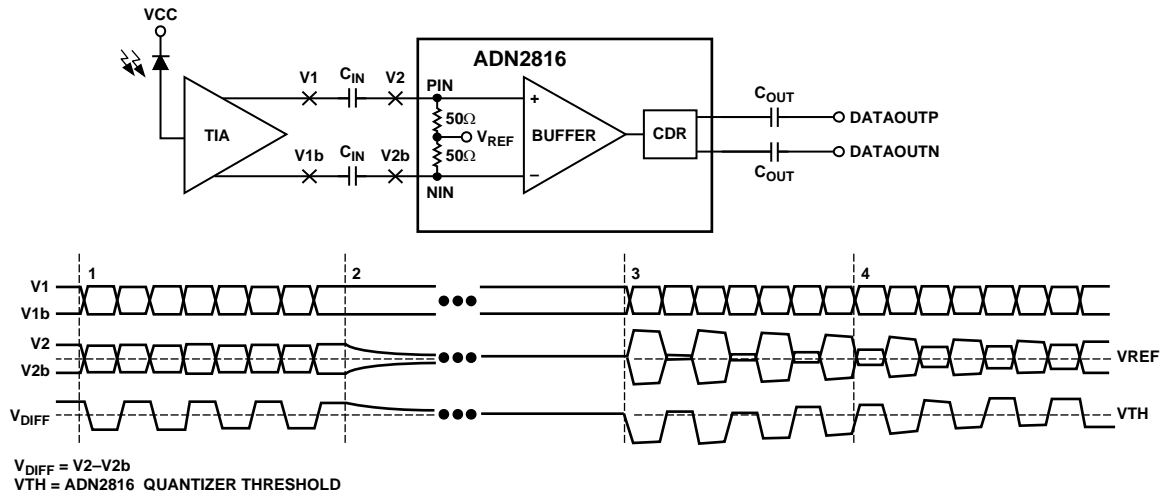 VCC
ADN2816
V1 CIN V2 PIN
COUT
+
TIA
50Ω
VREF
BUFFER
CDR
DATAOUTP
50Ω
V1b CIN V2b
DATAOUTN
–
NIN
COUT
1 2 3 4
V1
V1b
V2
VREF
V2b
VDIFF
VTH
VDIFF = V2–V2b
VTH = ADN2816 QUANTIZER THRESHOLD